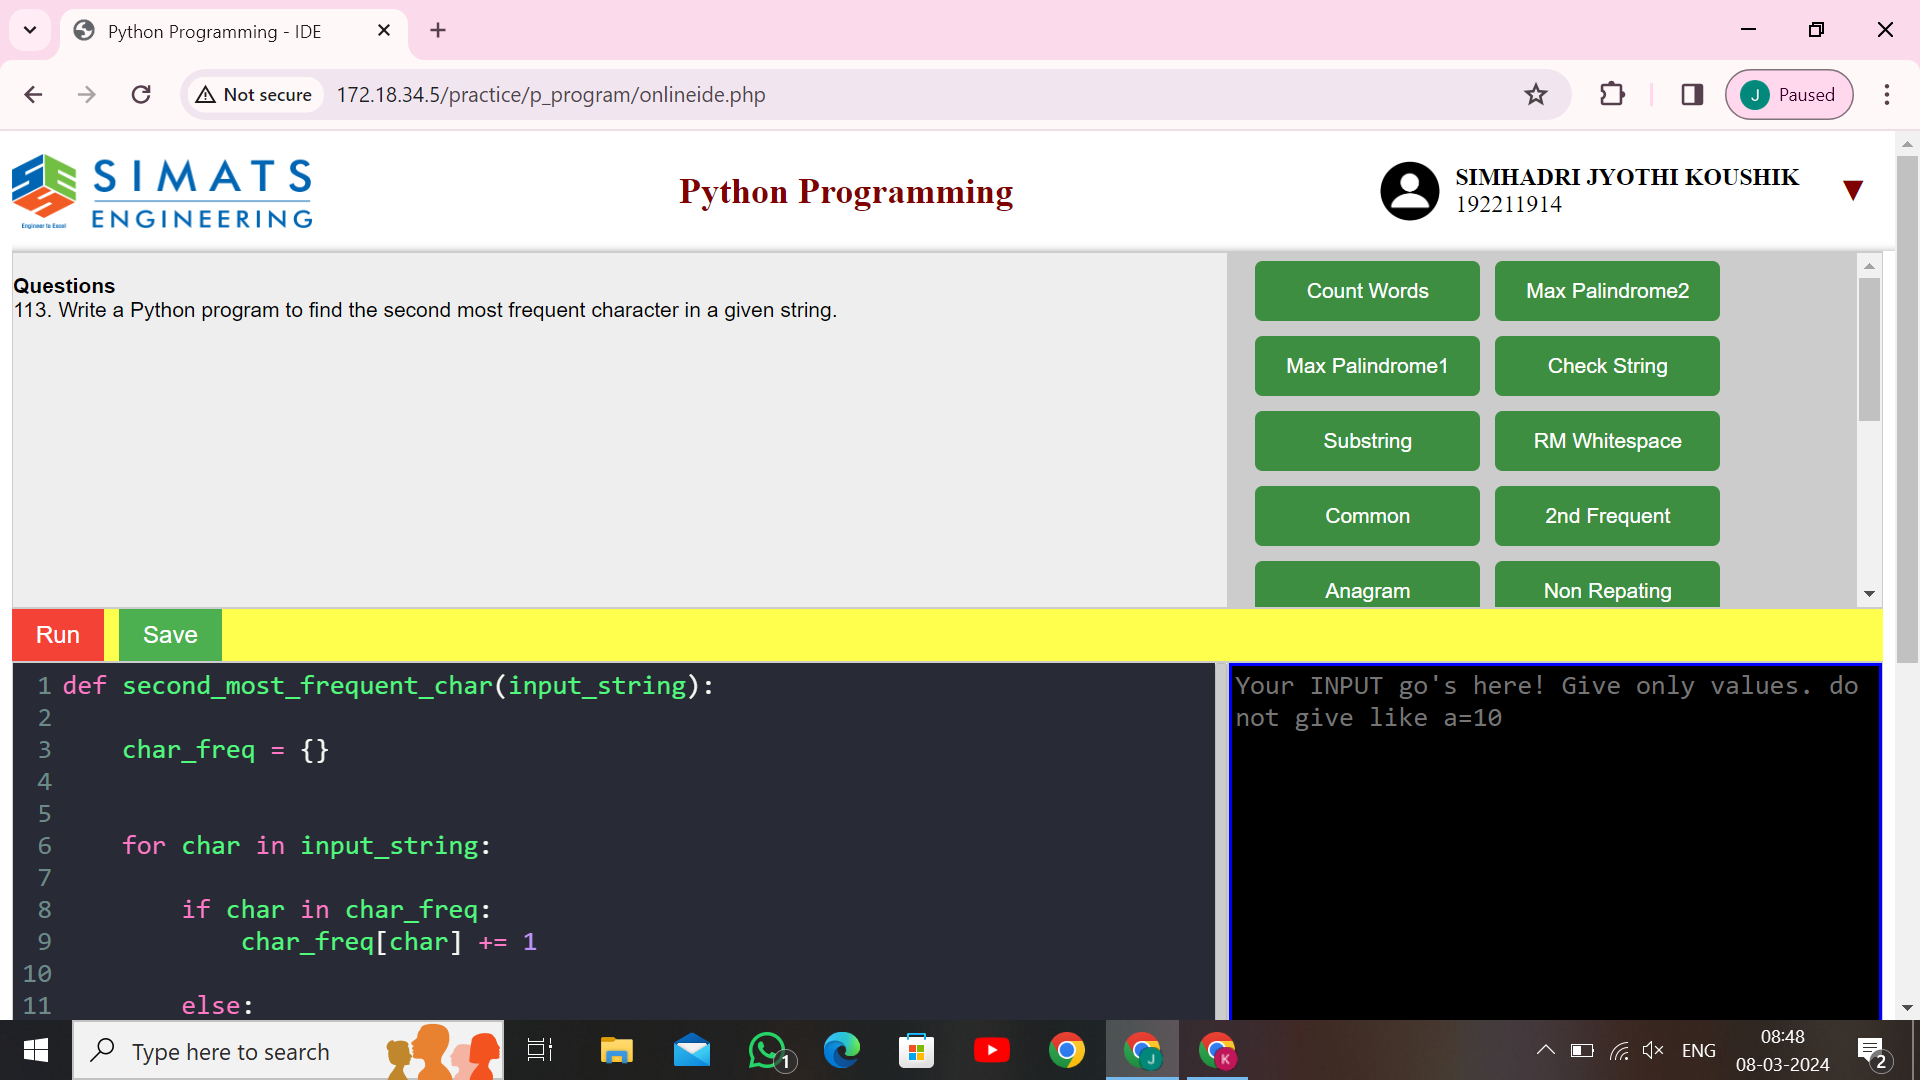 Python Programming - IDE
Not secure
172.18.34.5/practice/p_program/onlineide.php
J
Paused
SIMATS
ENGINEERING
Engineer to Excel
Python Programming
SIMHADRI JYOTHI KOUSHIK
192211914
Questions
113. Write a Python program to find the second most frequent character in a given string.
Count Words
Max Palindrome2
Max Palindrome1
Check String
Substring
RM Whitespace
Common
2nd Frequent
Anagram
Non Repating
Run
Save
1 def second_most_frequent_char(input_string):
2
3 char_freq = {}
4
5
6 for char in input_string:
7
8 if char in char_freq:
9 char_freq[char] += 1
10
11 else:
Your INPUT go's here! Give only values. do
not give like a=10
Type here to search
1
J
K
ENG
08:48
08-03-2024
2